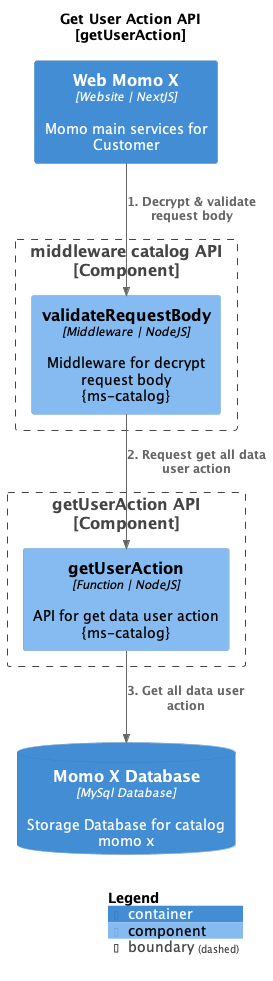 Get User Action API
[getUserAction]
Web Momo X
[Website | NextJS]
Momo main services for
Customer
1. Decrypt & validate
request body
middleware catalog API
[Component]
validateRequestBody
[Middleware | NodeJS]
Middleware for decrypt
request body
{ms-catalog}
2. Request get all data
user action
getUserAction API
[Component]
getUserAction
[Function | NodeJS]
API for get data user action
{ms-catalog}
3. Get all data user
action
Momo X Database
[MySql Database]
Storage Database for catalog
momo x
Legend
container
component
boundary (dashed)